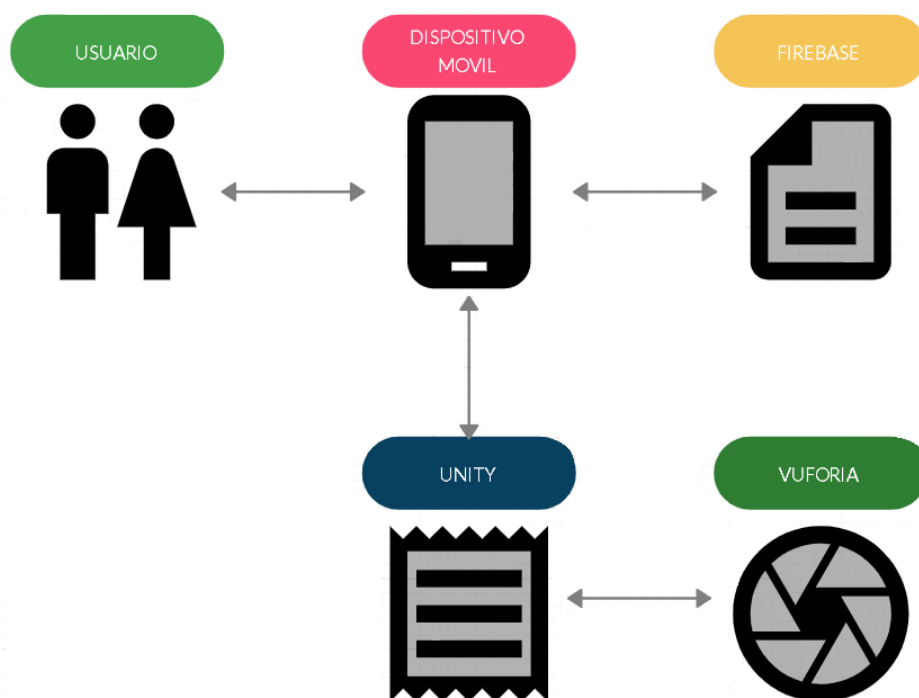 USUARIO
DISPOSITIVO
MOVIL
FIREBASE
UNITY
VUFORIA